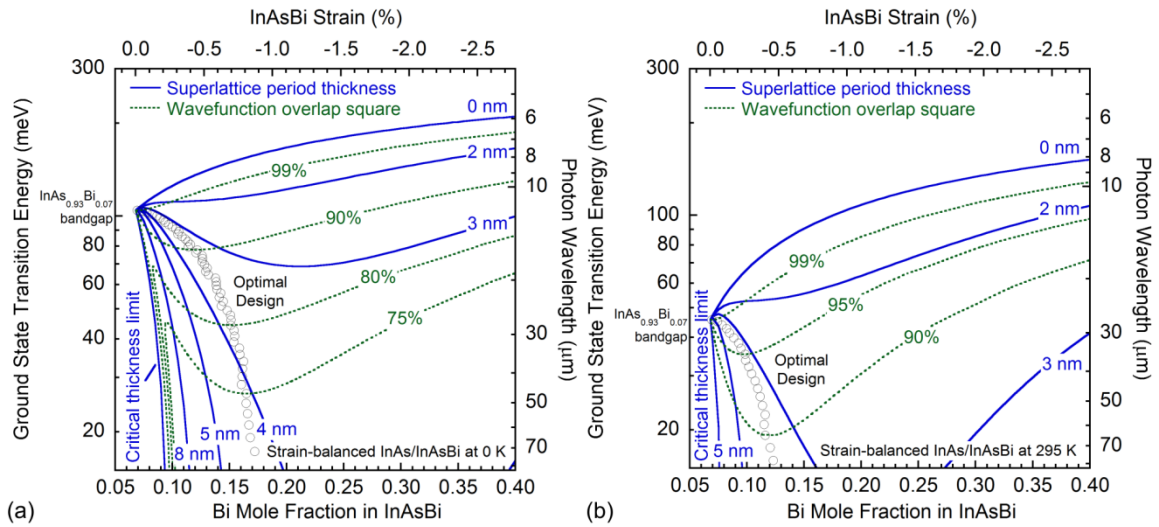 InAsBi Strain (%)
0.0 -0.5 -1.0 -1.5 -2.0 -2.5
300
Superlattice period thickness
Wavefunction overlap square
0 nm
2 nm
3 nm
99%
90%
80%
75%
InAs0.93Bi0.07
bandgap
80
60
40
20
Optimal
Design
Critical thickness limit
8 nm
5 nm
4 nm
Strain-balanced InAs/InAsBi at 0 K
6
8
10
30
50
70
Ground State Transition Energy (meV)
Photon Wavelength (μm)
0.05 0.10 0.15 0.20 0.25 0.30 0.35 0.40
Bi Mole Fraction in InAsBi
(a)
InAsBi Strain (%)
0.0 -0.5 -1.0 -1.5 -2.0 -2.5
300
Superlattice period thickness
Wavefunction overlap square
0 nm
2 nm
3 nm
99%
95%
90%
100
80
60
InAs0.93Bi0.07
bandgap
40
20
Optimal
Design
Critical thickness limit
5 nm
Strain-balanced InAs/InAsBi at 295 K
6
8
10
30
50
70
Ground State Transition Energy (meV)
Photon Wavelength (μm)
0.05 0.10 0.15 0.20 0.25 0.30 0.35 0.40
Bi Mole Fraction in InAsBi
(b)